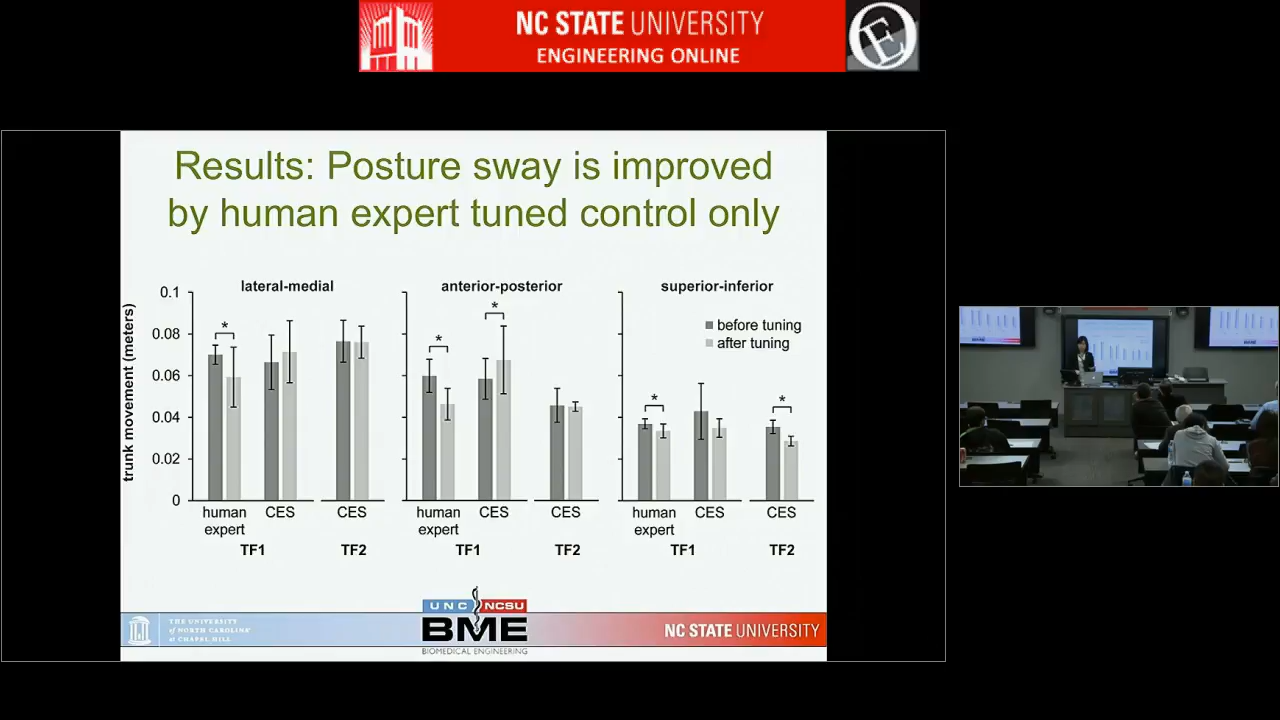 NC STATE UNIVERSITY
ENGINEERING ONLINE
Results: Posture sway is improved
by human expert tuned control only
lateral-medial
anterior-posterior
superior-inferior
trunk movement (meters)
0.1
0.08
0.06
0.04
0.02
0
* * * * *
before tuning
after tuning
human expert
CES
CES
human expert
CES
CES
human expert
CES
CES
TF1
TF2
TF1
TF2
TF1
TF2
THE UNIVERSITY
of NORTH CAROLINA
at CHAPEL HILL
UNC NCSU
BME
BIOMEDICAL ENGINEERING
NC STATE UNIVERSITY